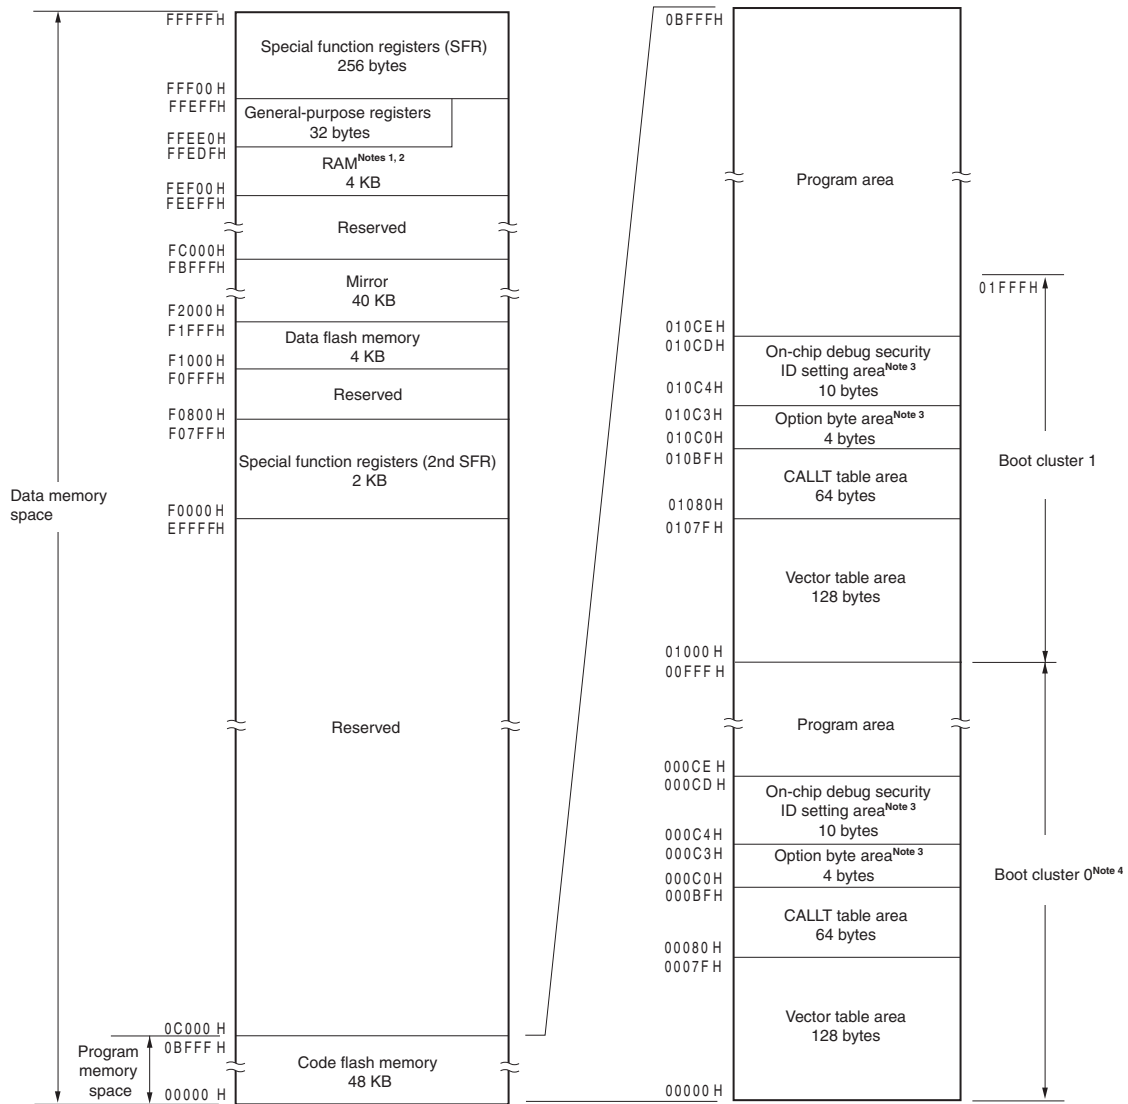 FFFFFH
Special function registers (SFR)
256 bytes
FFF00H
FFEFFH
General-purpose registers
32 bytes
FFEE0H
FFEDFH
RAMNotes 1, 2
4 KB
FEF00H
FEEFFH
Reserved
FC000H
FBFFFH
Mirror
40 KB
F2000H
F1FFFH
Data flash memory
4 KB
F1000H
F0FFFH
Reserved
F0800H
F07FFH
Special function registers (2nd SFR)
2 KB
F0000H
EFFFFH
Data memory
space
Reserved
0C000H
0BFFFH
Program
memory
space
Code flash memory
48 KB
00000H
0BFFFH
Program area
01FFFH
010CEH
010CDH
On-chip debug security
ID setting areaNote 3
10 bytes
010C4H
010C3H
Option byte areaNote 3
4 bytes
010C0H
010BFH
Boot cluster 1
CALLT table area
64 bytes
01080H
0107FH
Vector table area
128 bytes
01000H
00FFFH
Program area
000CEH
000CDH
On-chip debug security
ID setting areaNote 3
10 bytes
000C4H
000C3H
Option byte areaNote 3
4 bytes
000C0H
000BFH
Boot cluster 0Note 4
CALLT table area
64 bytes
00080H
0007FH
Vector table area
128 bytes
00000H